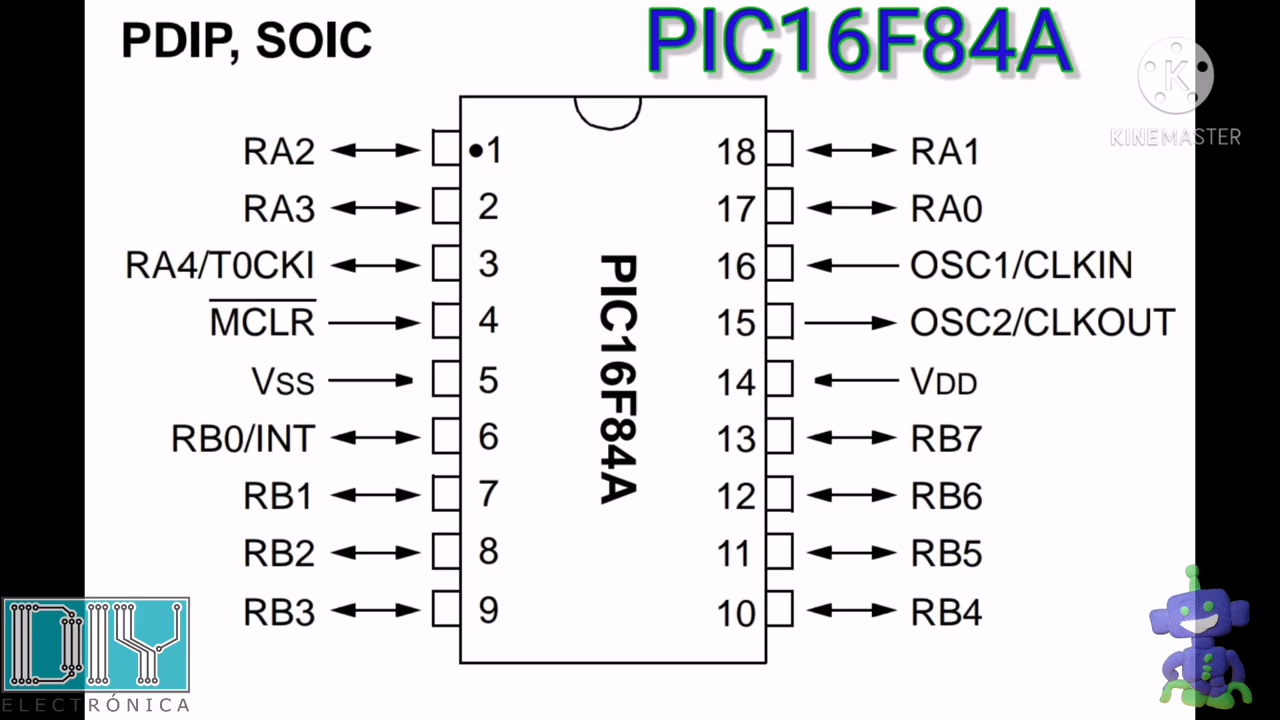 PDIP, SOIC
PIC16F84A
KINEMASTER
RA2 1 18 RA1
RA3 2 17 RA0
RA4/T0CKI 3 16 OSC1/CLKIN
MCLR 4 15 OSC2/CLKOUT
VSS 5 14 VDD
RB0/INT 6 13 RB7
RB1 7 12 RB6
RB2 8 11 RB5
RB3 9 10 RB4
PIC16F84A
K
DIY
ELECTRÓNICA